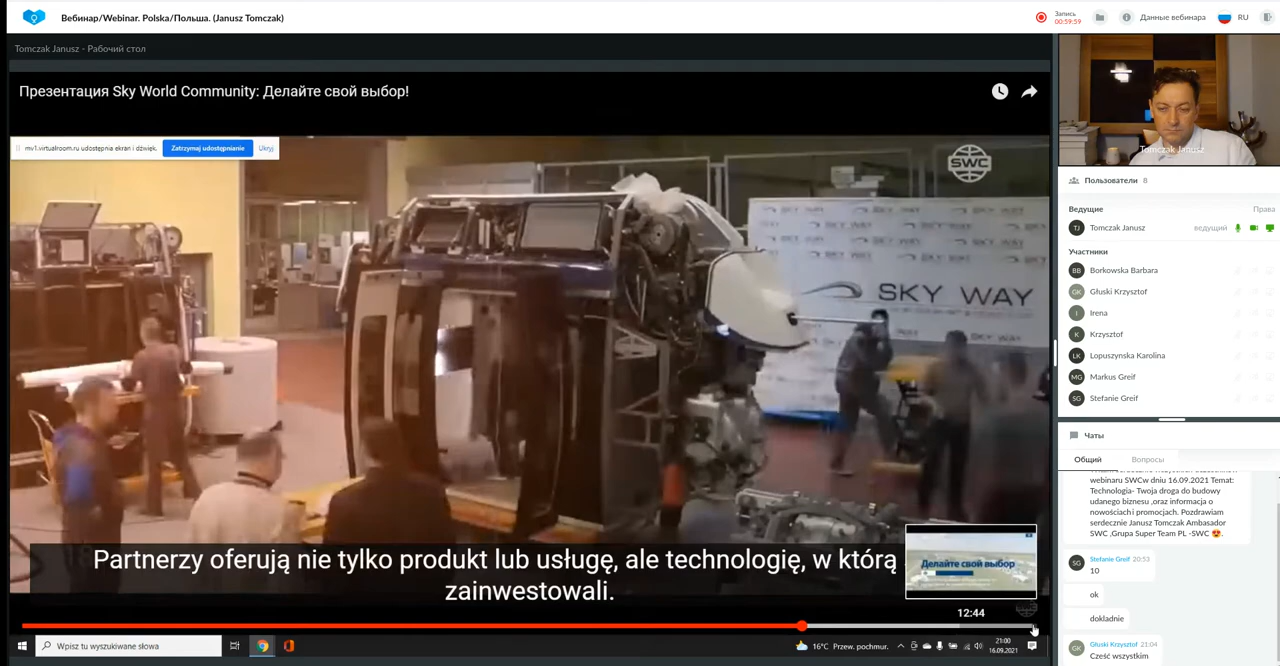 Вебинар/Webinar. Polska/Польша. (Janusz Tomczak)
Запись
00:59:59
Данные вебинара
RU
Tomczak Janusz - Рабочий стол
Презентация Sky World Community: Делайте свой выбор!
mv1.virtualroom.ru udostępnia ekran i dźwięk.
Zatrzymaj udostępnianie
Ukryj
SWC
SKY WAY
Partnerzy oferują nie tylko produkt lub usługę, ale technologię, w którą
zainwestowali.
Делайте свой выбор
12:44
Wpisz tu wyszukiwane słowa
16°C Przew. pochmur.
21:00
16.09.2021
Tomczak Janusz
Пользователи 8
Ведущие
Права
TJ Tomczak Janusz ведущий
Участники
BB Borkowska Barbara
GK Głuski Krzysztof
I Irena
K Krzysztof
LK Lopuszynska Karolina
MG Markus Greif
SG Stefanie Greif
Чаты
Общий
Вопросы
webinaru SWCw dniu 16.09.2021 Temat:
Technologia- Twoja droga do budowy
udanego biznesu ,oraz informacja o
nowościach i promocjach. Pozdrawiam
serdecznie Janusz Tomczak Ambasador
SWC ,Grupa Super Team PL -SWC 😍.
SG Stefanie Greif 20:53
10
ok
dokladnie
GK Głuski Krzysztof 21:04
Cześć wszystkim